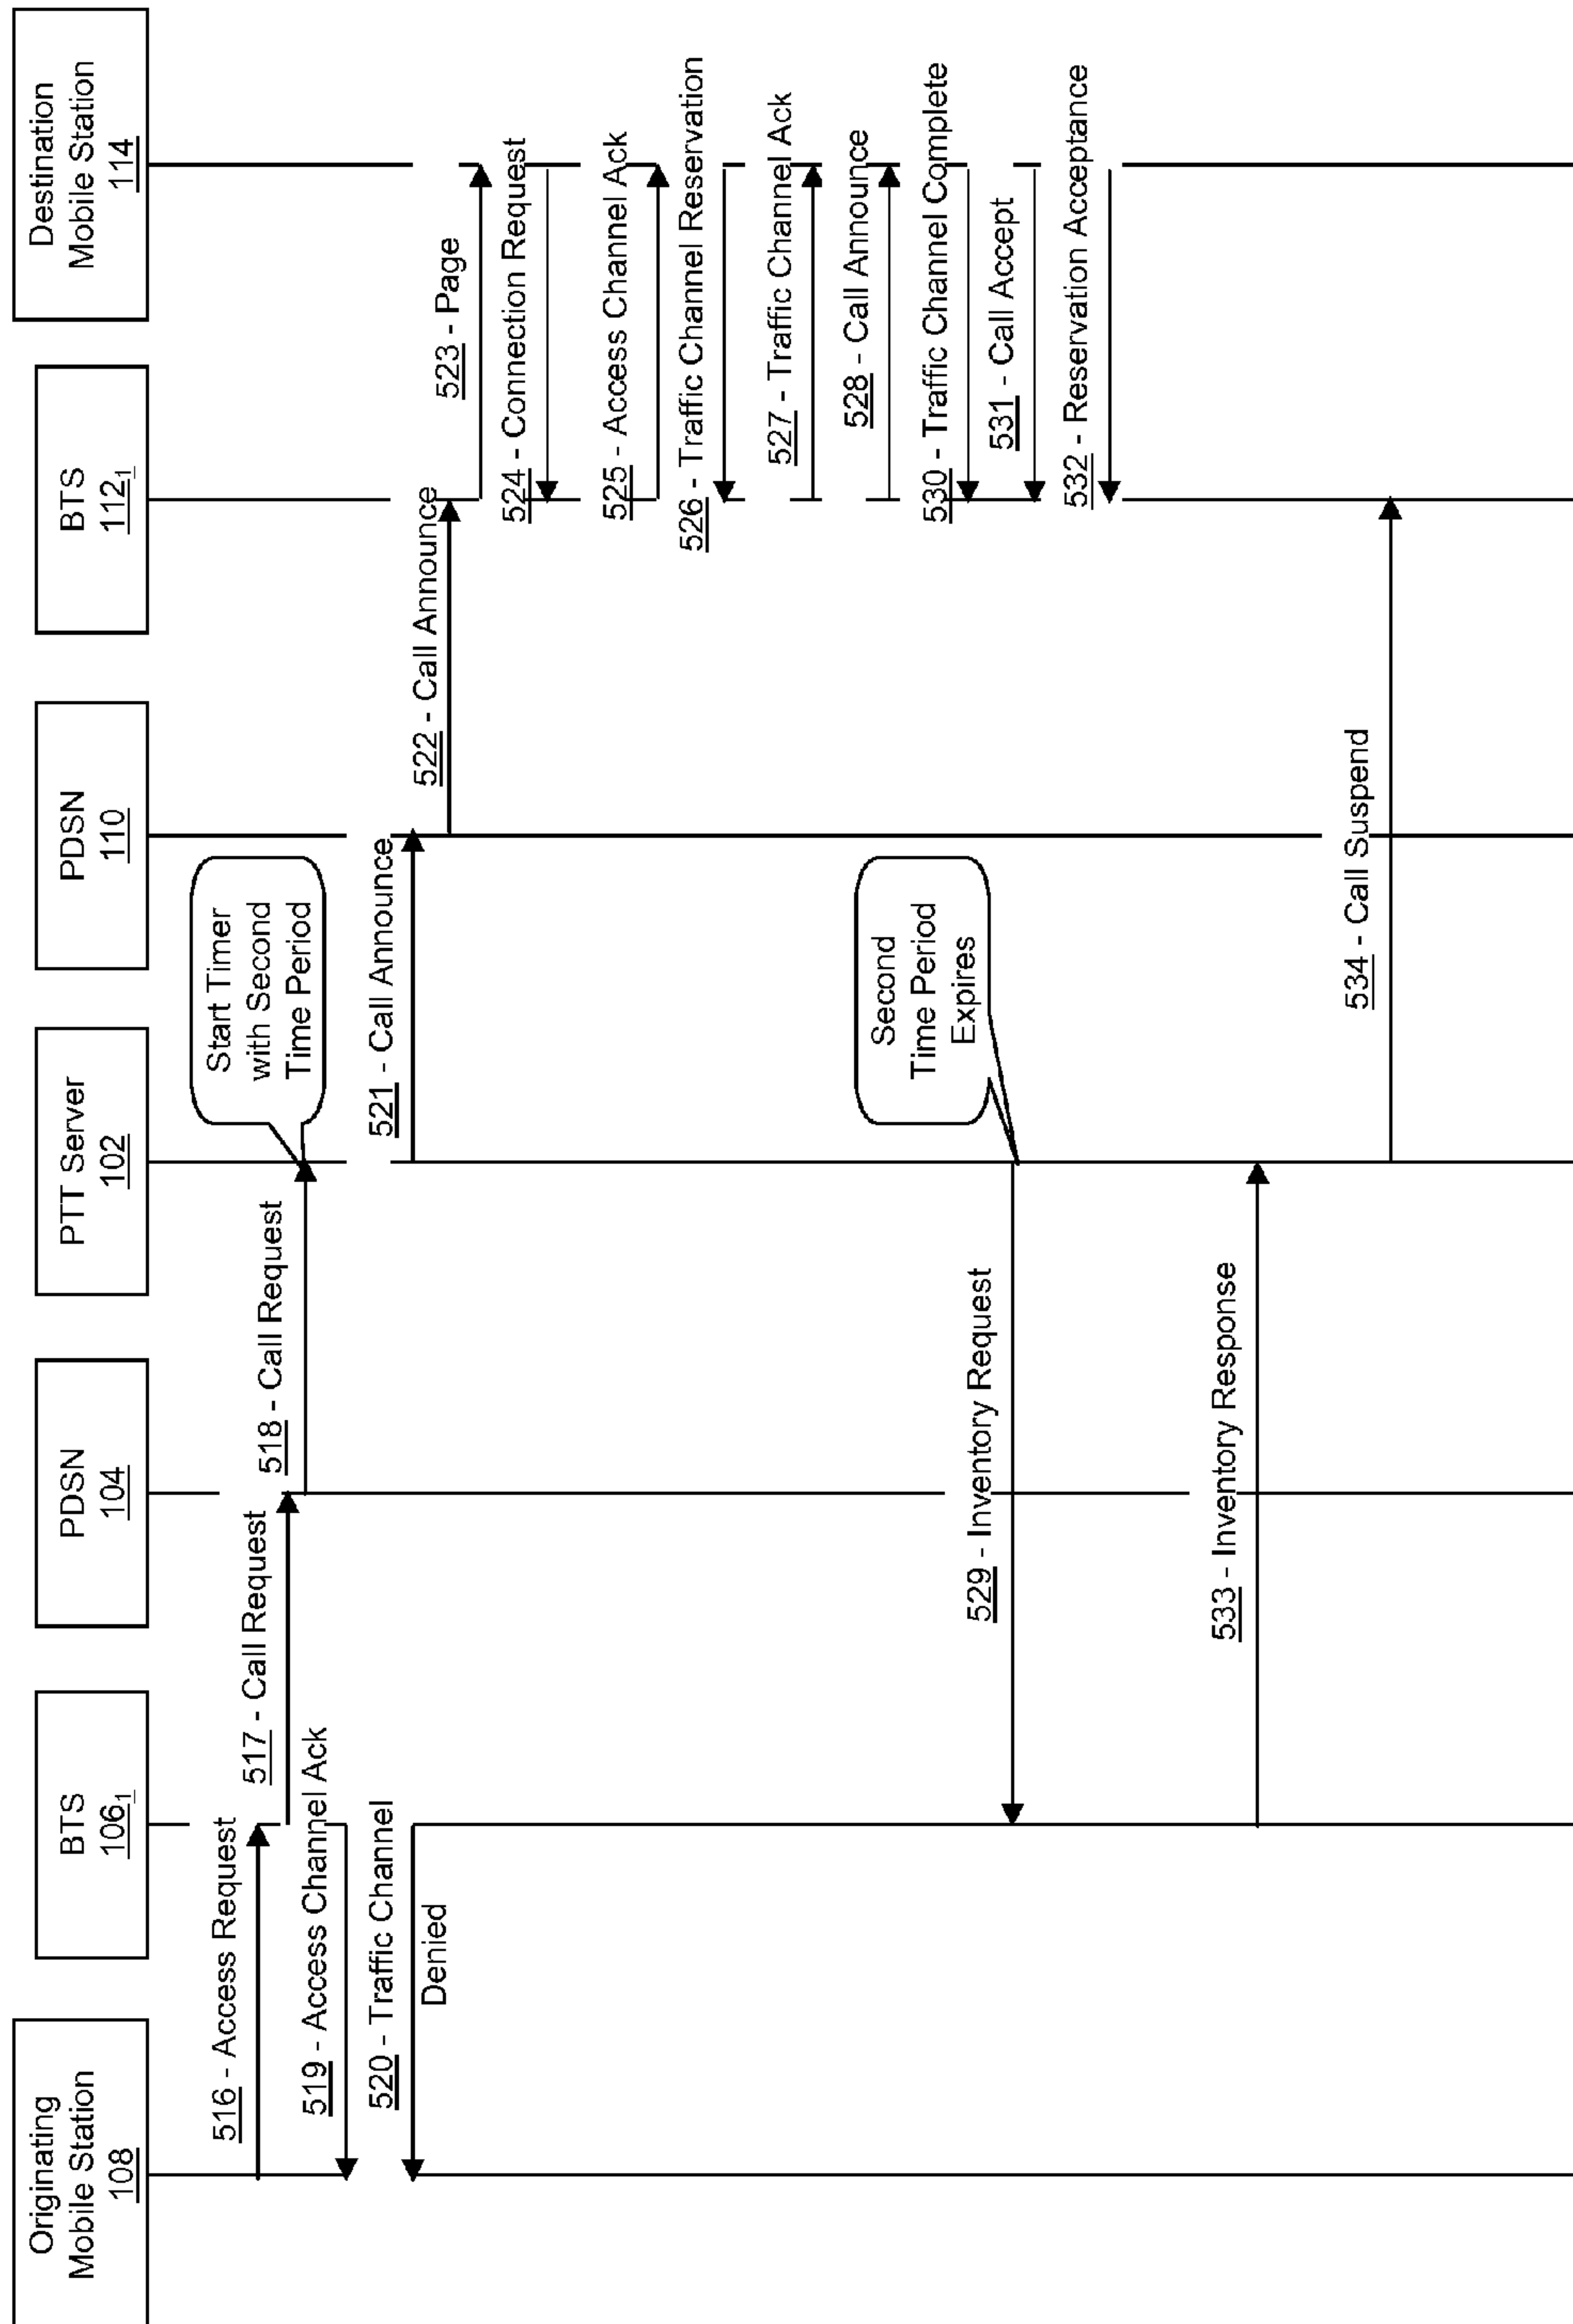 Originating
Mobile Station
108
BTS
106₁
PDSN
104
PTT Server
102
PDSN
110
BTS
112₁
Destination
Mobile Station
114
516 - Access Request
517 - Call Request
518 - Call Request
Start Timer
with Second
Time Period
519 - Access Channel Ack
520 - Traffic Channel
Denied
521 - Call Announce
522 - Call Announce
523 - Page
524 - Connection Request
525 - Access Channel Ack
526 - Traffic Channel Reservation
527 - Traffic Channel Ack
528 - Call Announce
Second
Time Period
Expires
529 - Inventory Request
530 - Traffic Channel Complete
531 - Call Accept
532 - Reservation Acceptance
533 - Inventory Response
534 - Call Suspend